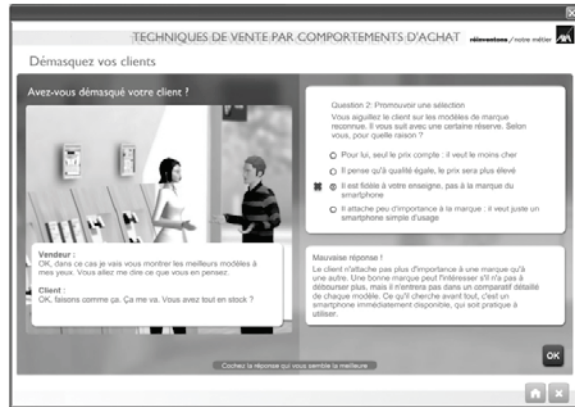 TECHNIQUES DE VENTE PAR COMPORTEMENTS D'ACHAT
réinventons / notre métier
AXA
Démasquez vos clients
Avez-vous démasqué votre client ?
Vendeur :
OK, dans ce cas je vais vous montrer les meilleurs modèles à
mes yeux. Vous allez me dire ce que vous en pensez.
Client :
OK, faisons comme ça. Ça me va. Vous avez tout en stock ?
Question 2: Promouvoir une sélection
Vous aiguillez le client sur les modèles de marque
reconnue. Il vous suit avec une certaine réserve. Selon
vous, pour quelle raison ?
Pour lui, seul le prix compte : il veut le moins cher
Il pense qu'à qualité égale, le prix sera plus élevé
Il est fidèle à votre enseigne, pas à la marque du
smartphone
Il attache peu d'importance à la marque : il veut juste un
smartphone simple d'usage
Mauvaise réponse !
Le client n'attache pas plus d'importance à une marque qu'à
une autre. Une bonne marque peut l'intéresser s'il n'a pas à
débourser plus, mais il n'entrera pas dans un comparatif détaillé
de chaque modèle. Ce qu'il cherche avant tout, c'est un
smartphone immédiatement disponible, qui soit pratique à
utiliser.
OK
Cochez la réponse qui vous semble la meilleure